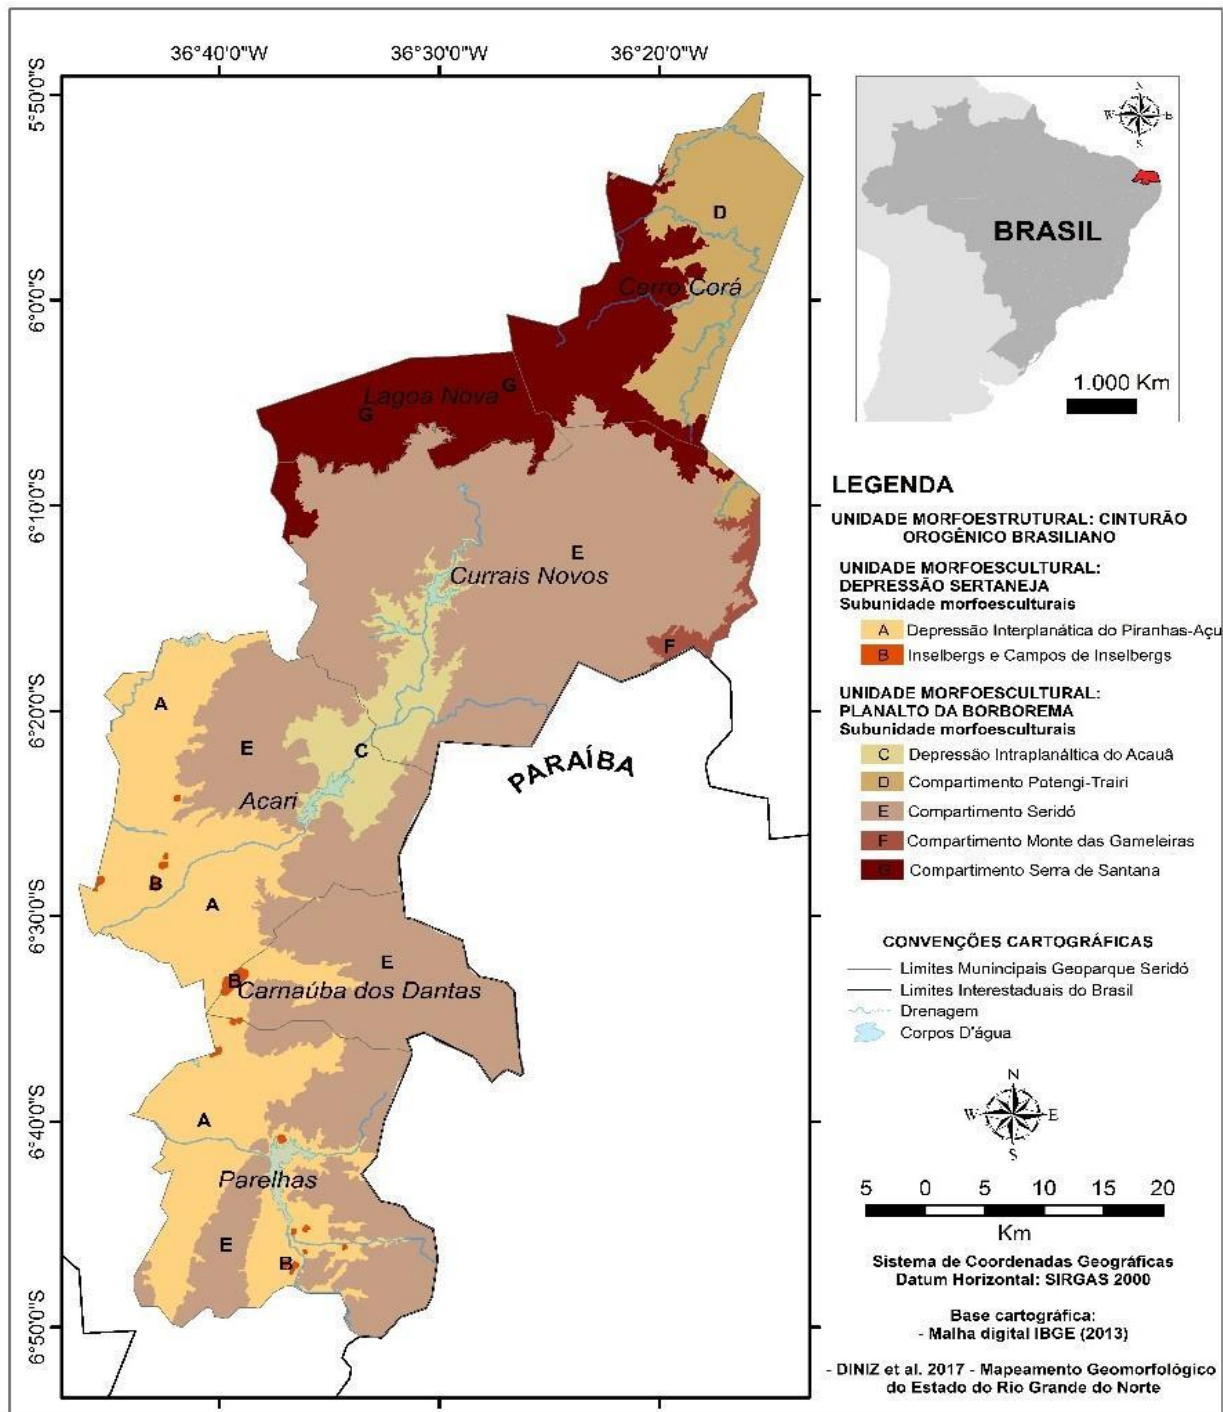 36°40'0"W
36°30'0"W
36°20'0"W
5°50'0"S
6°0'0"S
6°10'0"S
6°20'0"S
6°30'0"S
6°40'0"S
6°50'0"S
D
Cerro Corá
G
Lagoa Nova
G
E
Currais Novos
F
A
E
C
Acari
B
A
PARAÍBA
E
B
Carnaúba dos Dantas
A
Parelhas
E
B
N
W
E
S
BRASIL
1.000 Km
LEGENDA
UNIDADE MORFOESTRUTURAL: CINTURÃO
OROGÊNICO BRASILIANO
UNIDADE MORFOESCULTURAL:
DEPRESSÃO SERTANEJA
Subunidade morfoesculturais
A Depressão Interplanática do Piranhas-Açu
B Inselbergs e Campos de Inselbergs
UNIDADE MORFOESCULTURAL:
PLANALTO DA BORBOREMA
Subunidade morfoesculturais
C Depressão Intraplanáltica do Acauã
D Compartimento Potengi-Trairi
E Compartimento Seridó
F Compartimento Monte das Gameleiras
G Compartimento Serra de Santana
CONVENÇÕES CARTOGRÁFICAS
Limites Munincipais Geoparque Seridó
Limites Interestaduais do Brasil
Drenagem
Corpos D'água
N
W
E
S
5 0 5 10 15 20
Km
Sistema de Coordenadas Geográficas
Datum Horizontal: SIRGAS 2000
Base cartográfica:
- Malha digital IBGE (2013)
- DINIZ et al. 2017 - Mapeamento Geomorfológico
do Estado do Rio Grande do Norte